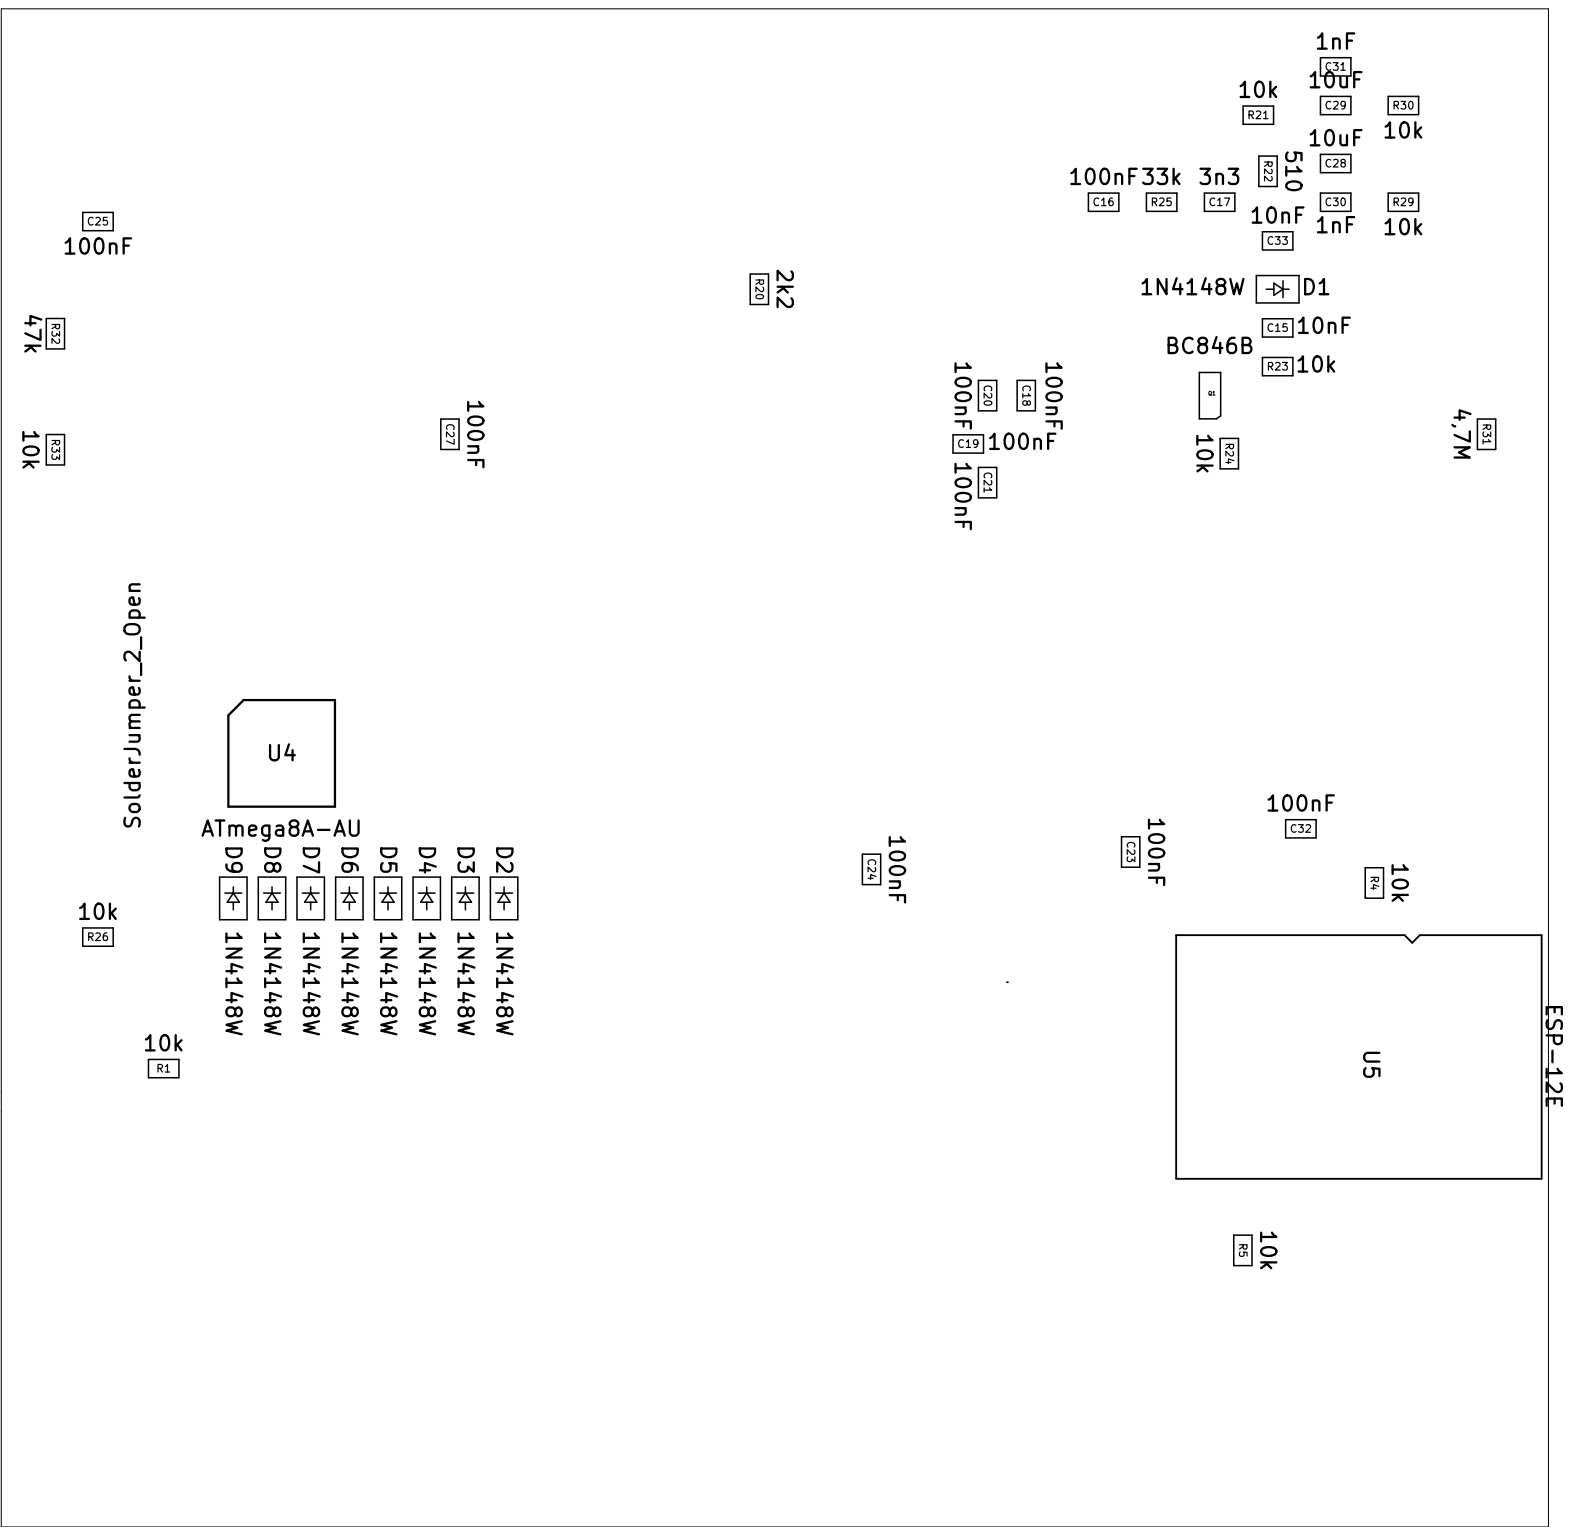 1nF
C31
10uF
10k
R21
C29
R30
10k
10uF
510
R22
C28
100nF
33k
3n3
C16
R25
C17
C30
R29
10nF
1nF
10k
C33
C25
100nF
2k2
R20
1N4148W
D1
47k
R32
C15
10nF
BC846B
R23
10k
Q1
100nF
C20
C18
100nF
100nF
C27
C19
100nF
10k
R33
10k
R24
4,7M
R31
100nF
C21
SolderJumper_2_Open
U4
ATmega8A-AU
100nF
C32
100nF
C23
100nF
C24
10k
R4
D9
D8
D7
D6
D5
D4
D3
D2
10k
R26
1N4148W
1N4148W
1N4148W
1N4148W
1N4148W
1N4148W
1N4148W
1N4148W
10k
R1
U5
ESP-12E
10k
R5